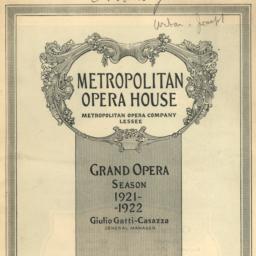 METROPOLITAN
OPERA HOUSE
METROPOLITAN OPERA COMPANY
LESSEE
GRAND OPERA
SEASON
1921-
-1922
Giulio Gatti-Casazza
GENERAL MANAGER